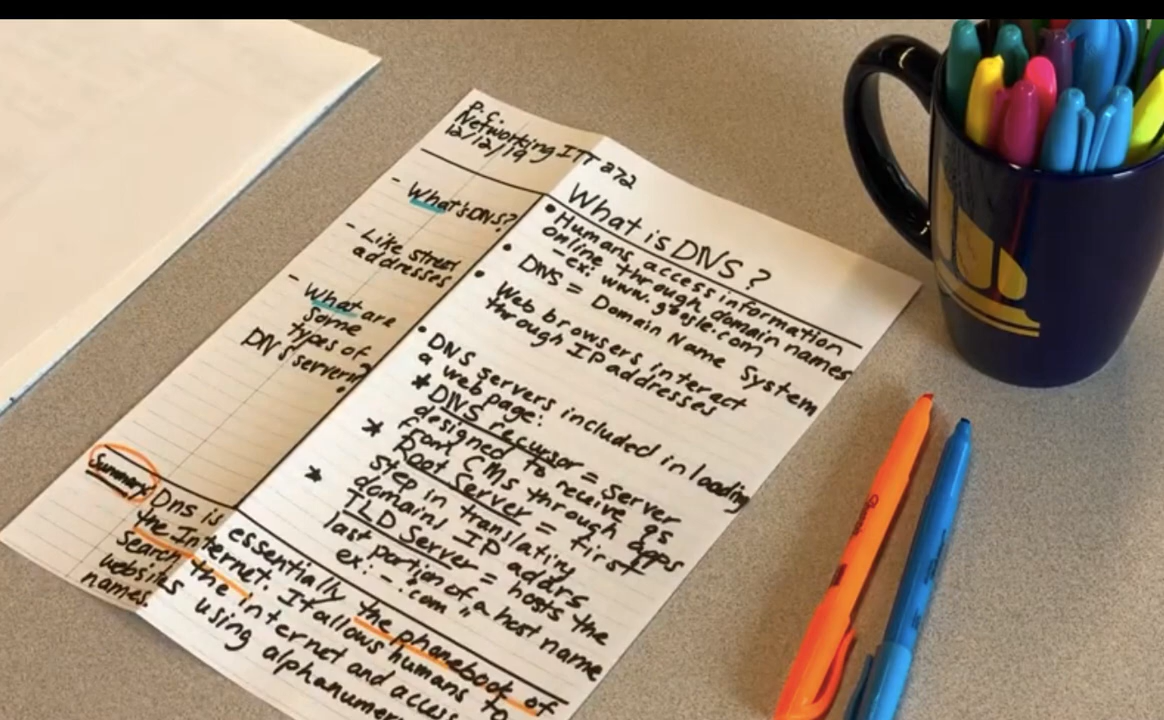 P.C.
Networking ITT 272
12/12/19
- What's DNS?
- Like street
addresses
- What are
some
types of
DNS servers?
What is DNS?
• Humans access information
online through domain names
- ex: www.google.com
• DNS = Domain Name System
• Web browsers interact
through IP addresses
• DNS servers included in loading
a web page:
* DNS recursor = server
designed to receive qs
from CMs through apps
* Root Server = first
step in translating
domain/ IP addrs
* TLD Server = hosts the
last portion of a host name
ex: - ".com"
Summary
DNS is essentially the phonebook of
the Internet. It allows humans to
search the internet and access
websites using alphanumer
names.